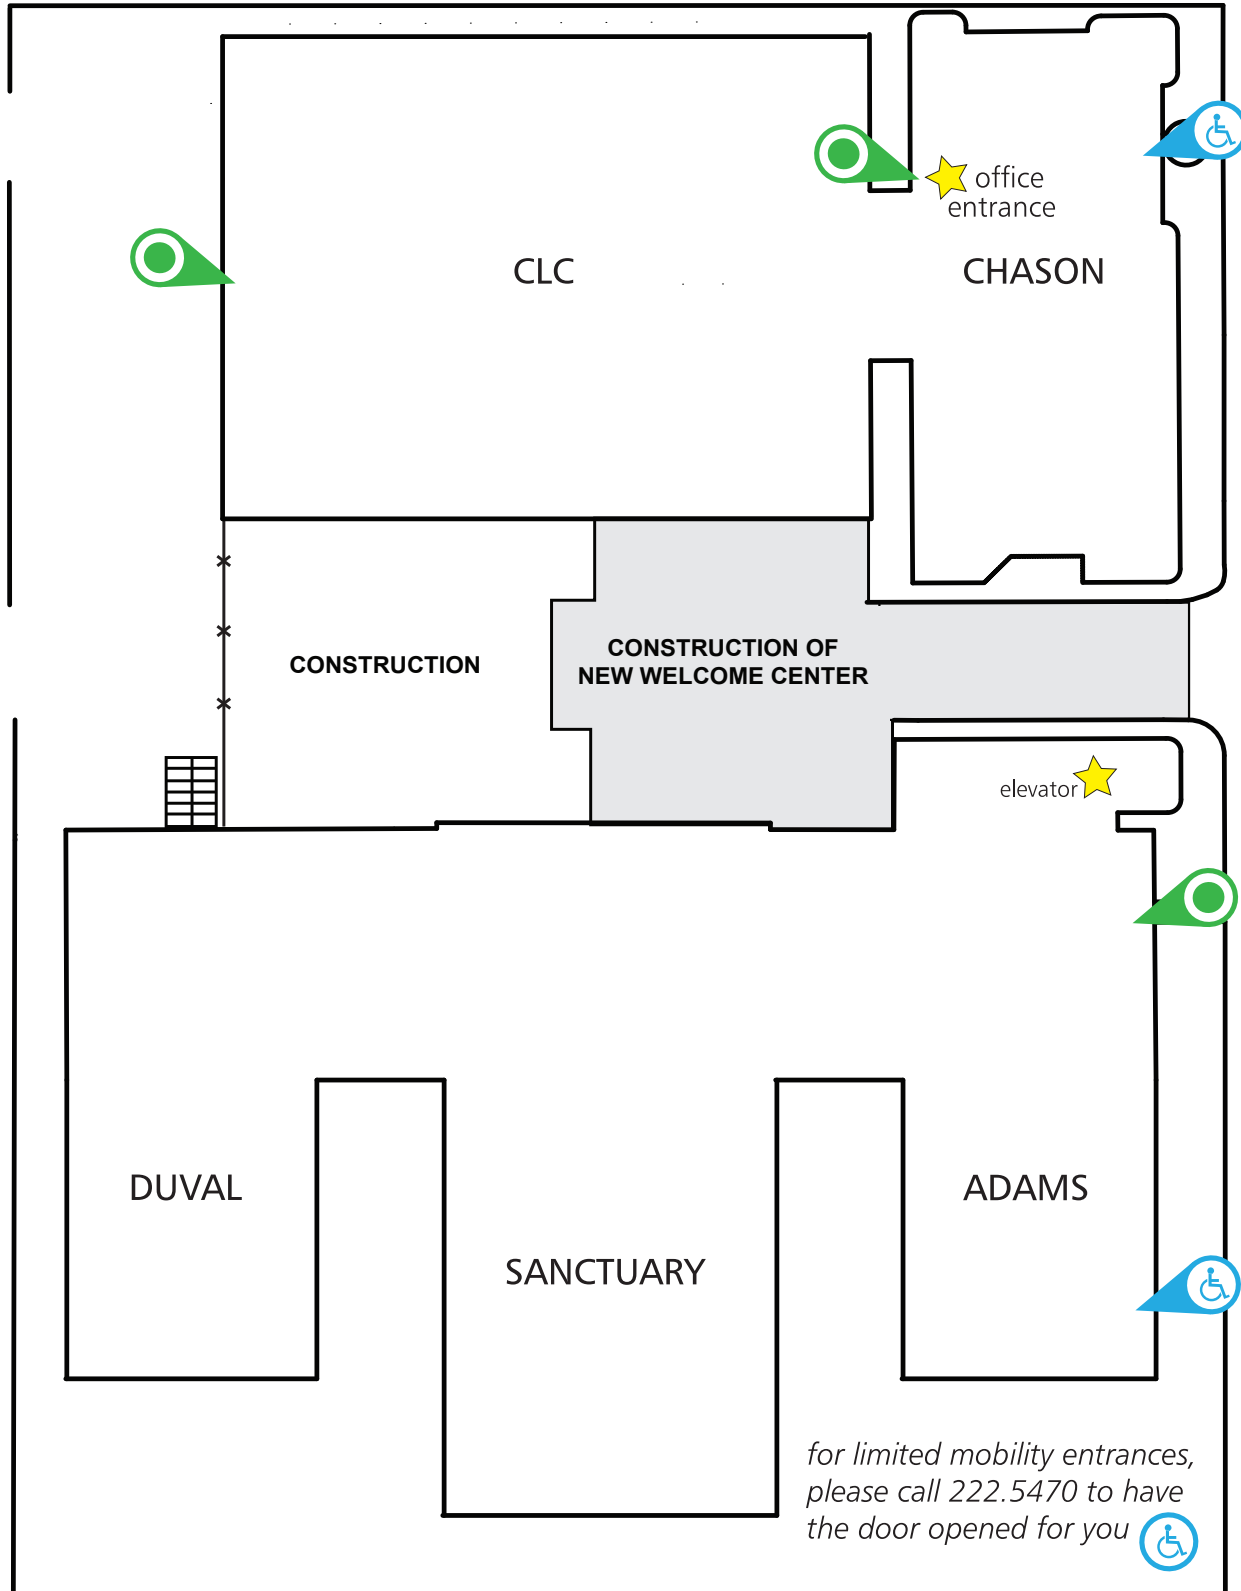 office
entrance
CLC
CHASON
CONSTRUCTION
CONSTRUCTION OF
NEW WELCOME CENTER
elevator
DUVAL
ADAMS
SANCTUARY
for limited mobility entrances,
please call 222.5470 to have
the door opened for you